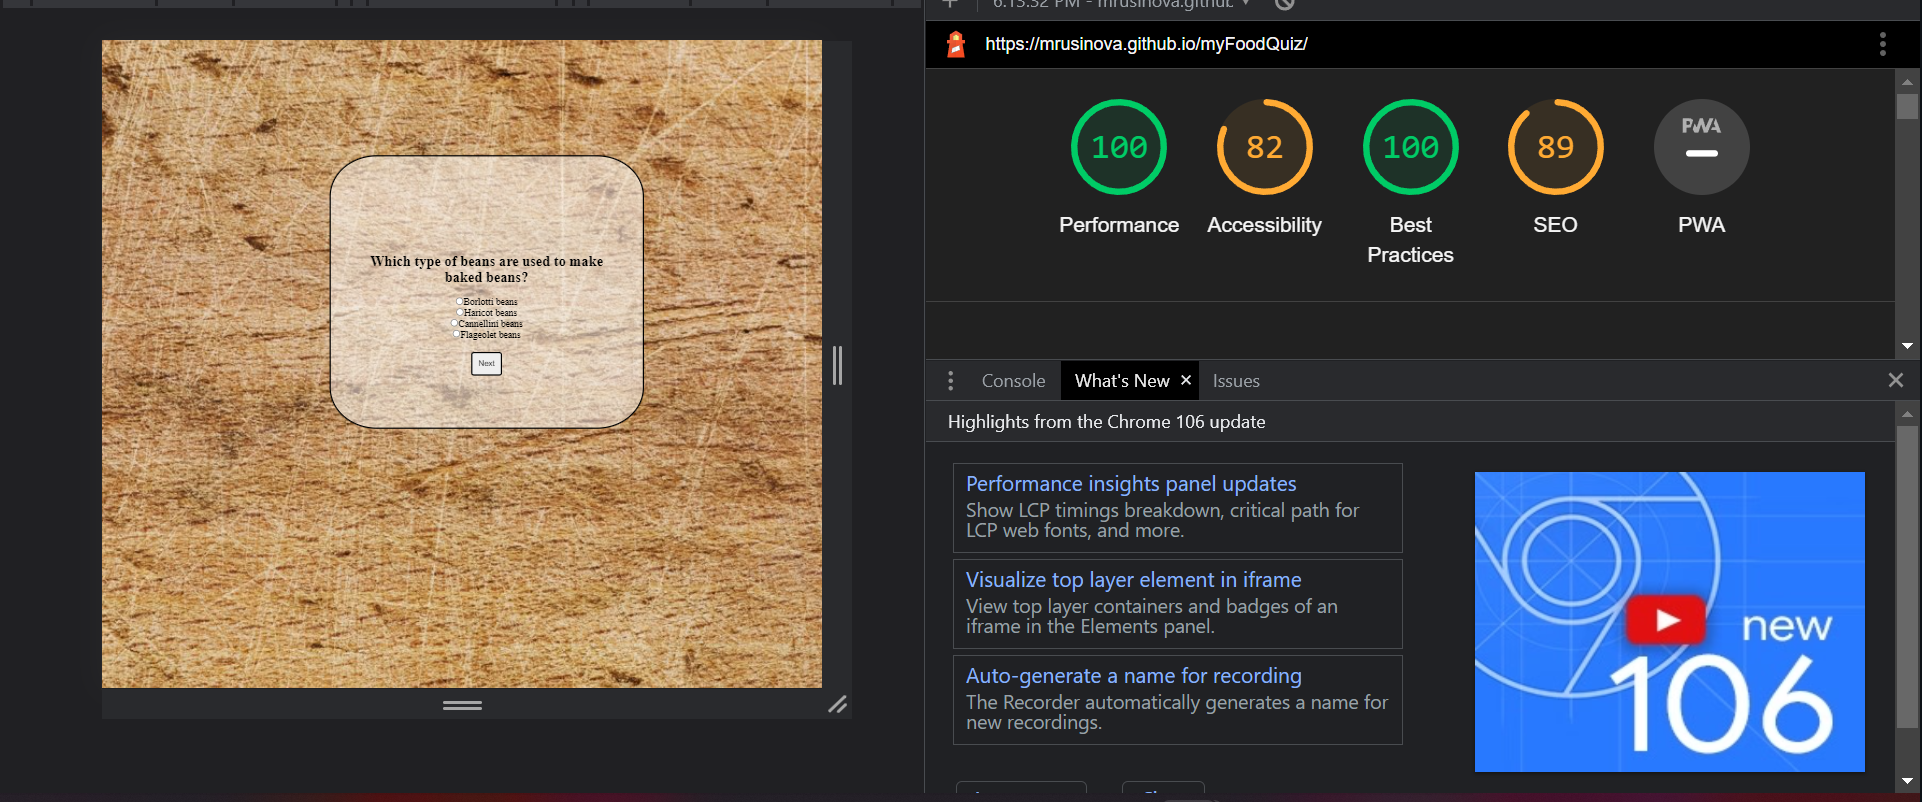 6:13:32 PM - mrusinova.github
https://mrusinova.github.io/myFoodQuiz/
100
82
100
89
PWA
Performance
Accessibility
Best
Practices
SEO
PWA
Which type of beans are used to make
baked beans?
Borlotti beans
Haricot beans
Cannellini beans
Flageolet beans
Next
Console
What's New
Issues
Highlights from the Chrome 106 update
Performance insights panel updates
Show LCP timings breakdown, critical path for
LCP web fonts, and more.
Visualize top layer element in iframe
View top layer containers and badges of an
iframe in the Elements panel.
Auto-generate a name for recording
The Recorder automatically generates a name for
new recordings.
new
106